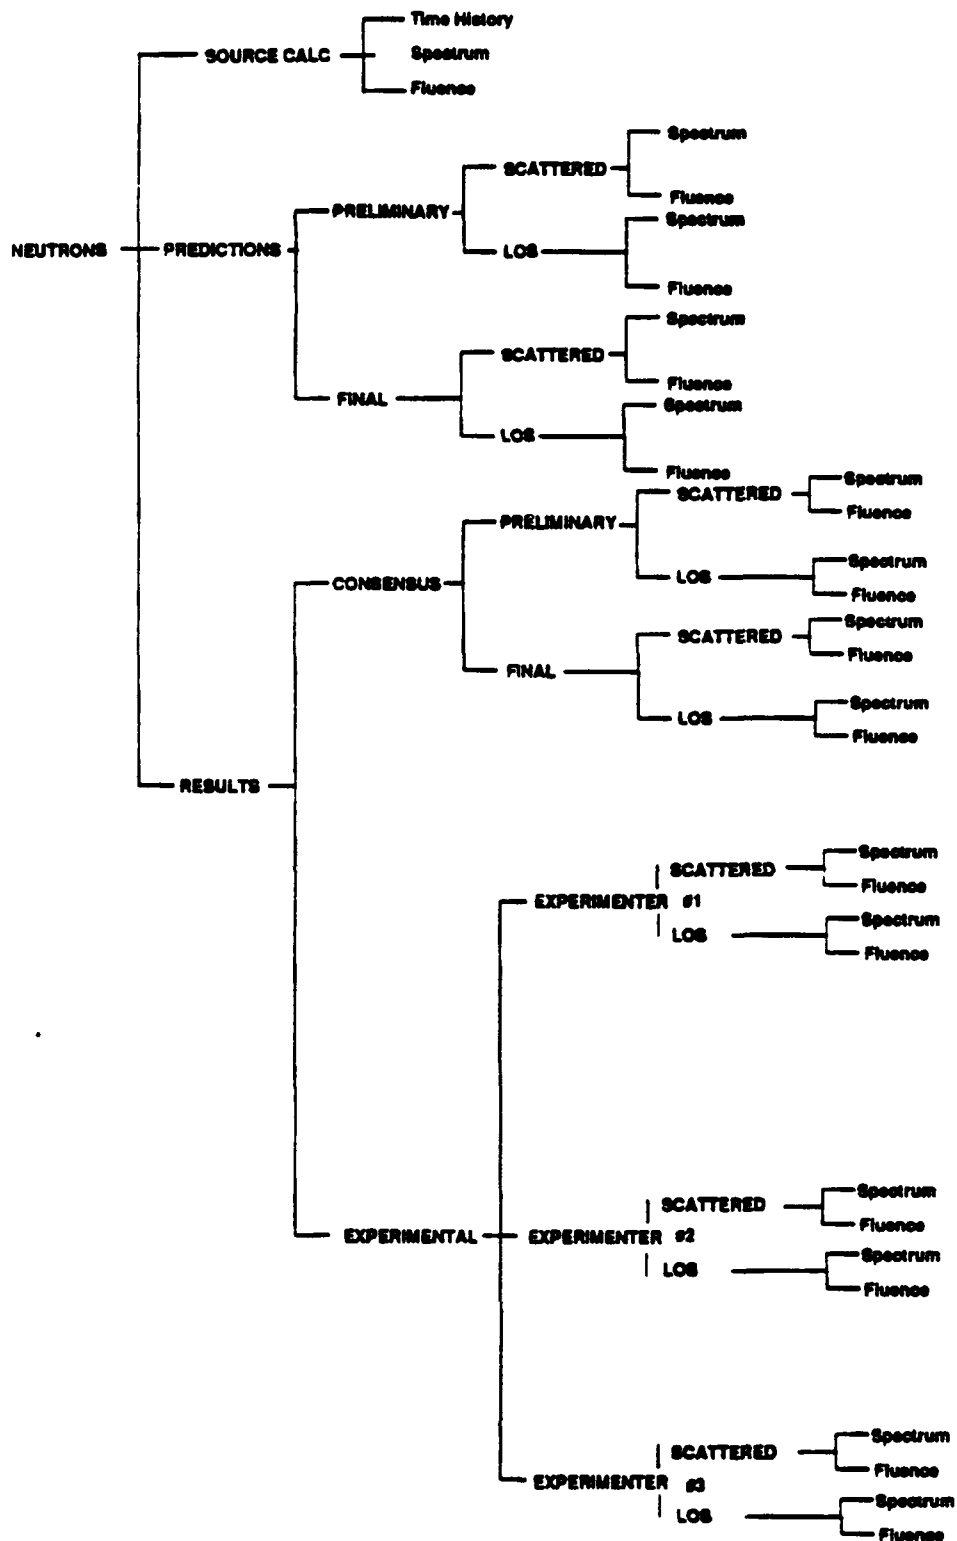 Time History
SOURCE CALC
Spectrum
Fluence
Spectrum
SCATTERED
Fluence
PRELIMINARY
Spectrum
NEUTRONS
PREDICTIONS
LOS
Fluence
Spectrum
SCATTERED
Fluence
FINAL
Spectrum
LOS
Fluence
Spectrum
SCATTERED
Fluence
PRELIMINARY
Spectrum
CONSENSUS
LOS
Fluence
Spectrum
SCATTERED
Fluence
FINAL
Spectrum
LOS
Fluence
RESULTS
Spectrum
SCATTERED
Fluence
EXPERIMENTER #1
Spectrum
LOS
Fluence
Spectrum
SCATTERED
Fluence
EXPERIMENTAL
EXPERIMENTER #2
Spectrum
LOS
Fluence
Spectrum
SCATTERED
Fluence
EXPERIMENTER #3
Spectrum
LOS
Fluence